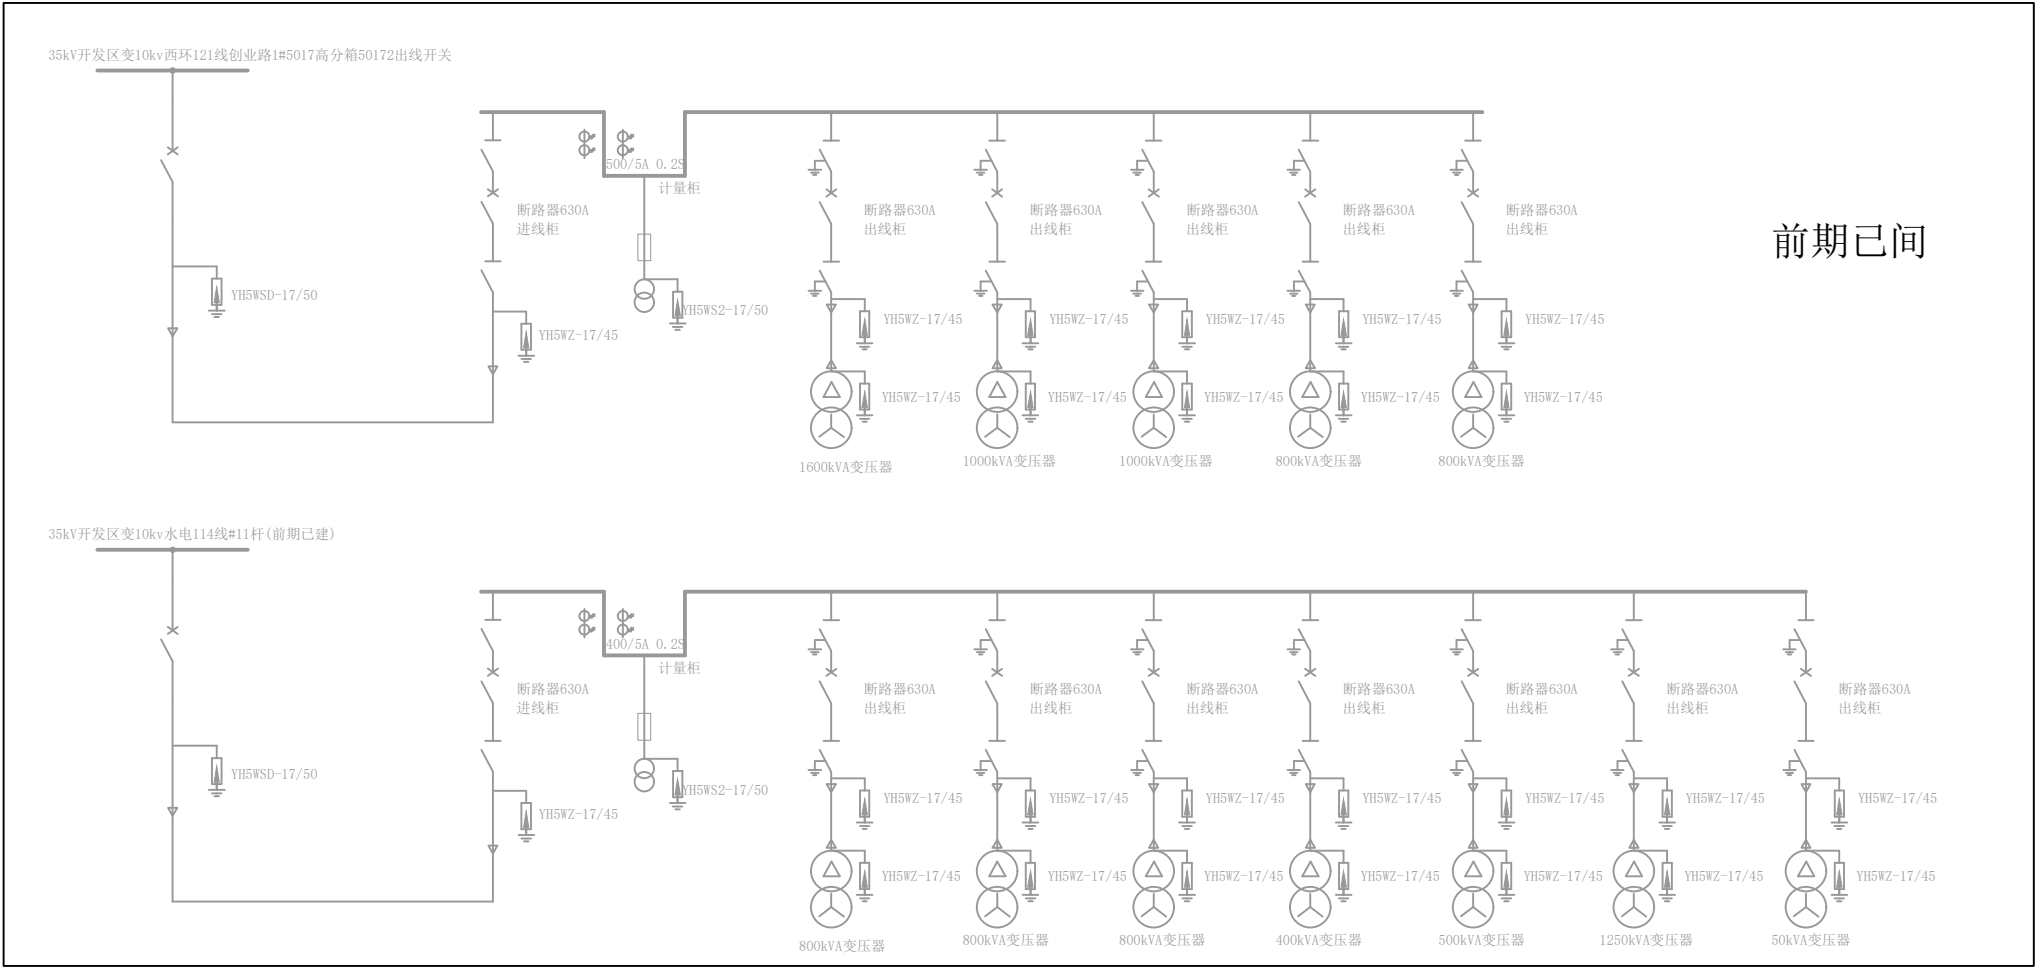 35kV开发区变10kv西环121线创业路1#5017高分箱50172出线开关
500/5A 0.2S
计量柜
断路器630A
进线柜
断路器630A
出线柜
断路器630A
出线柜
断路器630A
出线柜
断路器630A
出线柜
断路器630A
出线柜
前期已间
YH5WSD-17/50
YH5WZ-17/45
YH5WS2-17/50
YH5WZ-17/45
YH5WZ-17/45
YH5WZ-17/45
YH5WZ-17/45
YH5WZ-17/45
YH5WZ-17/45
YH5WZ-17/45
YH5WZ-17/45
YH5WZ-17/45
YH5WZ-17/45
1600kVA变压器
1000kVA变压器
1000kVA变压器
800kVA变压器
800kVA变压器
35kV开发区变10kv水电114线#11杆(前期已建)
400/5A 0.2S
计量柜
断路器630A
进线柜
断路器630A
出线柜
断路器630A
出线柜
断路器630A
出线柜
断路器630A
出线柜
断路器630A
出线柜
断路器630A
出线柜
断路器630A
出线柜
YH5WSD-17/50
YH5WZ-17/45
YH5WS2-17/50
YH5WZ-17/45
YH5WZ-17/45
YH5WZ-17/45
YH5WZ-17/45
YH5WZ-17/45
YH5WZ-17/45
YH5WZ-17/45
YH5WZ-17/45
YH5WZ-17/45
YH5WZ-17/45
YH5WZ-17/45
YH5WZ-17/45
YH5WZ-17/45
YH5WZ-17/45
800kVA变压器
800kVA变压器
800kVA变压器
400kVA变压器
500kVA变压器
1250kVA变压器
50kVA变压器